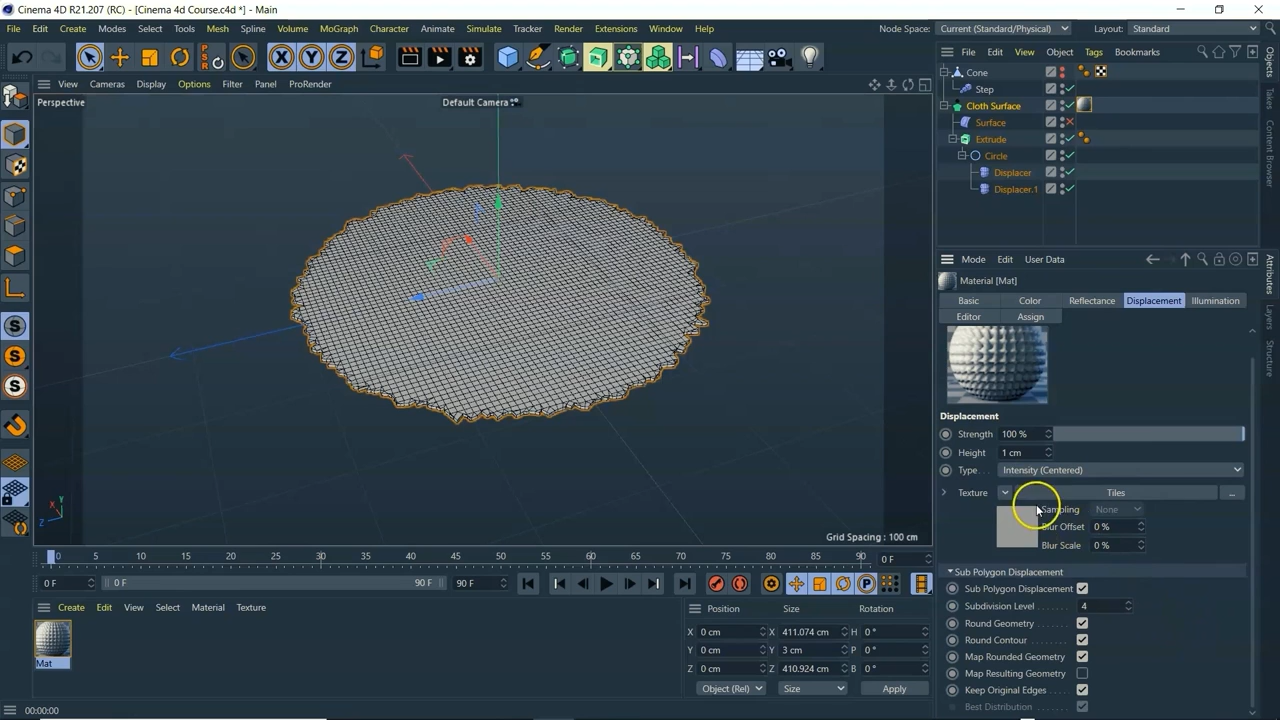 Cinema 4D R21.207 (RC) - [Cinema 4d Course.c4d *] - Main
File Edit Create Modes Select Tools Mesh Spline Volume MoGraph Character Animate Simulate Tracker Render Extensions Window Help Node Space: Current (Standard/Physical) Layout: Standard
View Cameras Display Options Filter Panel ProRender
Perspective
Default Camera
Grid Spacing : 100 cm
File Edit View Object Tags Bookmarks
Cone
Step
Cloth Surface
Surface
Extrude
Circle
Displacer
Displacer.1
Objects
Takes
Content Browser
Mode Edit User Data
Material [Mat]
Basic Color Reflectance Displacement Illumination
Editor Assign
Attributes
Layers
Structure
Displacement
Strength 100 %
Height 1 cm
Type Intensity (Centered)
Texture Tiles ...
Sampling None
Blur Offset 0 %
Blur Scale 0 %
Sub Polygon Displacement
Sub Polygon Displacement
Subdivision Level 4
Round Geometry
Round Contour
Map Rounded Geometry
Map Resulting Geometry
Keep Original Edges
Best Distribution
0 5 10 15 20 25 30 35 40 45 50 55 60 65 70 75 80 85 90 0 F
0 F 0 F 90 F 90 F
Create Edit View Select Material Texture
Mat
Position Size Rotation
X 0 cm X 411.074 cm H 0 °
Y 0 cm Y 3 cm P 0 °
Z 0 cm Z 410.924 cm B 0 °
Object (Rel) Size Apply
X Y Z
00:00:00